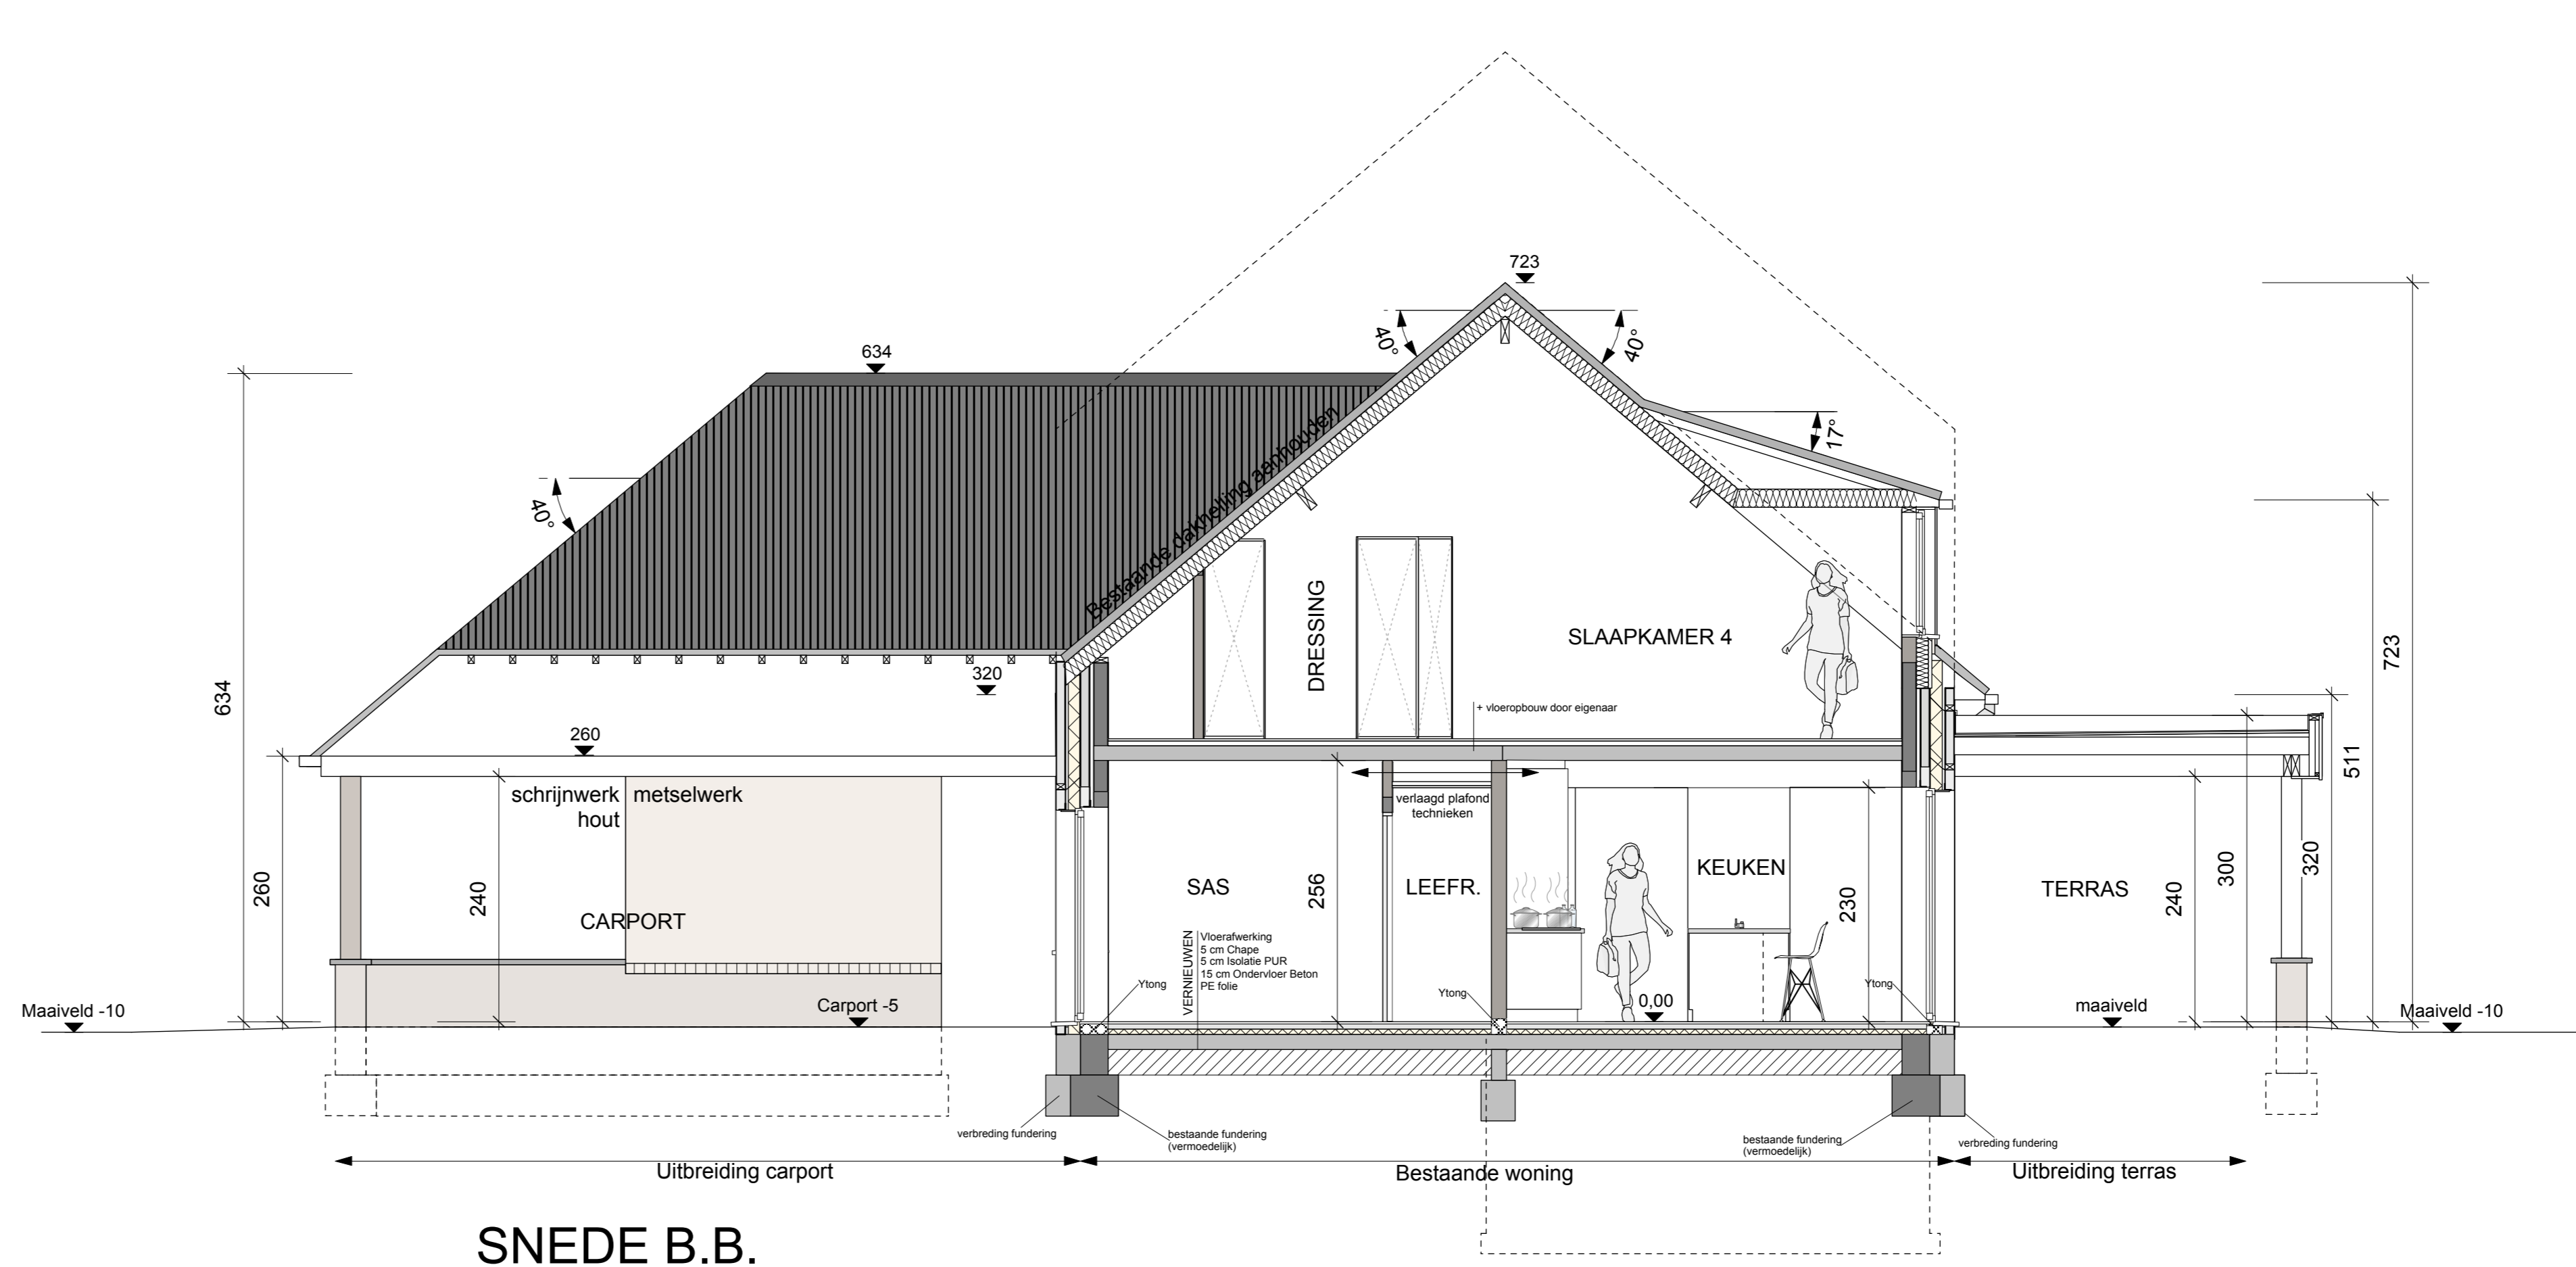 723
40°
40°
634
17°
40°
Bestaande dakhelling aanhouden
DRESSING
SLAAPKAMER 4
320
634
723
+ vloeropbouw door eigenaar
260
511
schrijnwerk
hout
metselwerk
verlaagd plafond
technieken
260
240
CARPORT
SAS
256
LEEFR.
KEUKEN
230
TERRAS
240
300
320
VERNIEUWEN
Vloerafwerking
5 cm Chape
5 cm Isolatie PUR
15 cm Ondervloer Beton
PE folie
Ytong
Ytong
Ytong
Maaiveld -10
Carport -5
0,00
maaiveld
Maaiveld -10
verbreding fundering
bestaande fundering
(vermoedelijk)
bestaande fundering
(vermoedelijk)
verbreding fundering
Uitbreiding carport
Bestaande woning
Uitbreiding terras
SNEDE B.B.